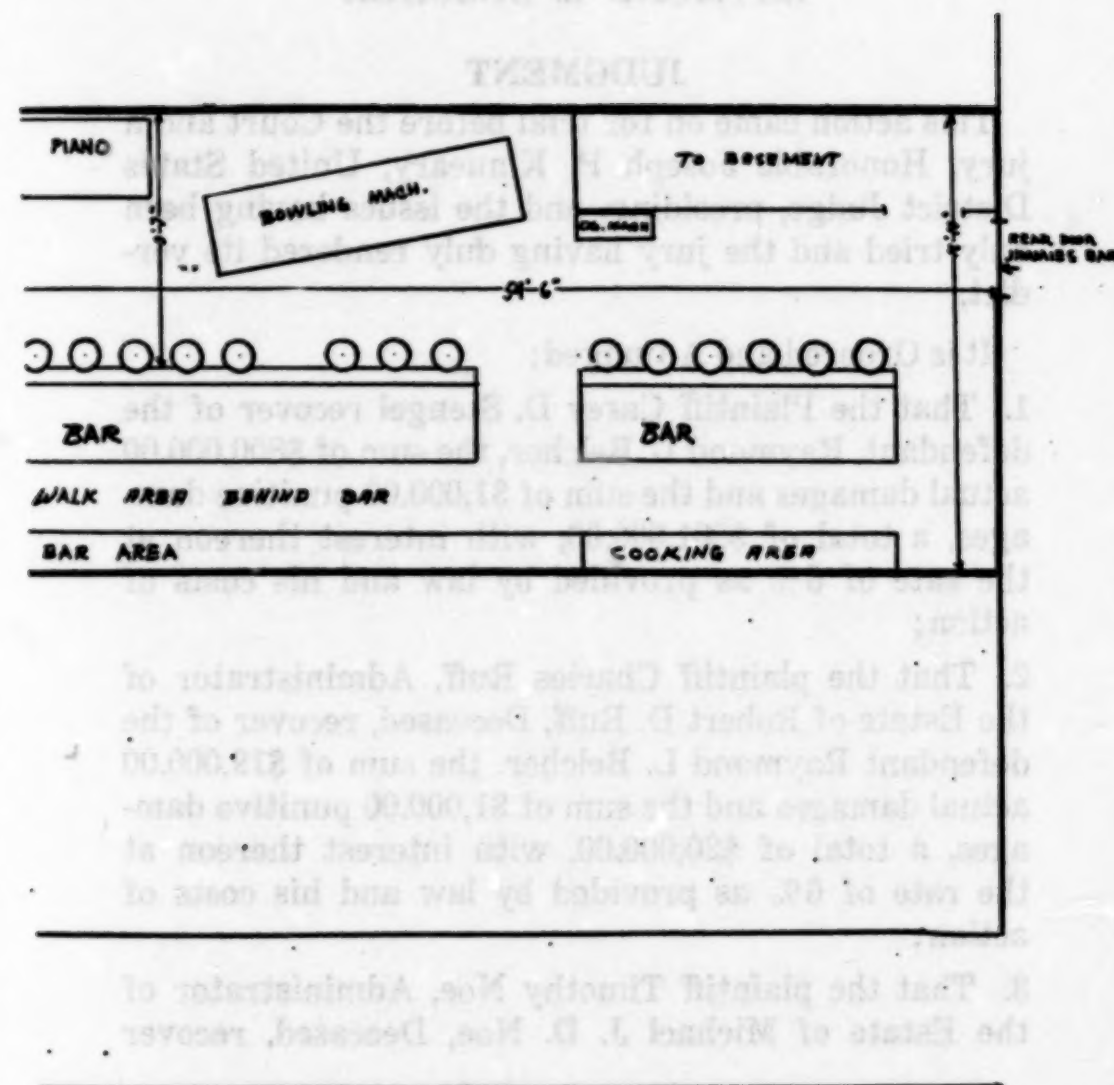 PIANO
BOWLING MACH.
TO BASEMENT
CIG. MACH
REAR DOOR
JANNIES BAR
54'-6"
BAR
BAR
WALK AREA BEHIND BAR
BAR AREA
COOKING AREA
JUDGMENT
This action came on for trial before the Court and a
jury, Honorable Joseph P. Kinneary, United States
District Judge, presiding, and the issues having been
duly tried and the jury having duly rendered its ver-
dict,
It is Ordered and Adjudged:
1. That the Plaintiff Carey D. Stengel recover of the
defendant, Raymond L. Belcher, the sum of $800,000.00
actual damages and the sum of $1,000.00 punitive dam-
ages, a total of with interest thereon at
the rate of 6% as provided by law and his costs of
action;
2. That the plaintiff Charles Ruff, Administrator of
the Estate of Robert D. Ruff, Deceased, recover of the
defendant Raymond L. Belcher, the sum of $19,000.00
actual damages and the sum of $1,000.00 punitive dam-
ages, a total of $20,000.00, with interest thereon at
the rate of 6% as provided by law and his costs of
action;
3. That the plaintiff Timothy Noe, Administrator of
the Estate of Michael J. D. Noe, Deceased, recover